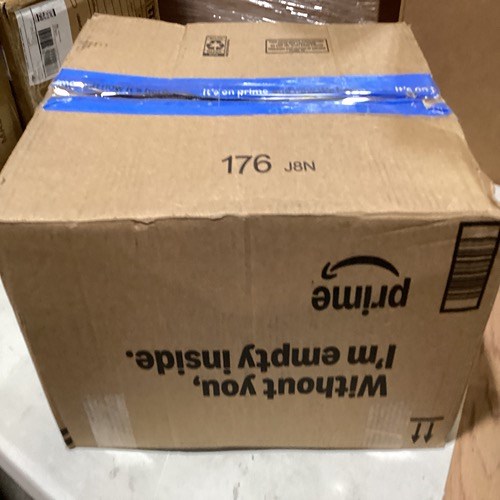 it's on prime
it's on
176 J8N
prime
Without you,
I'm empty inside.